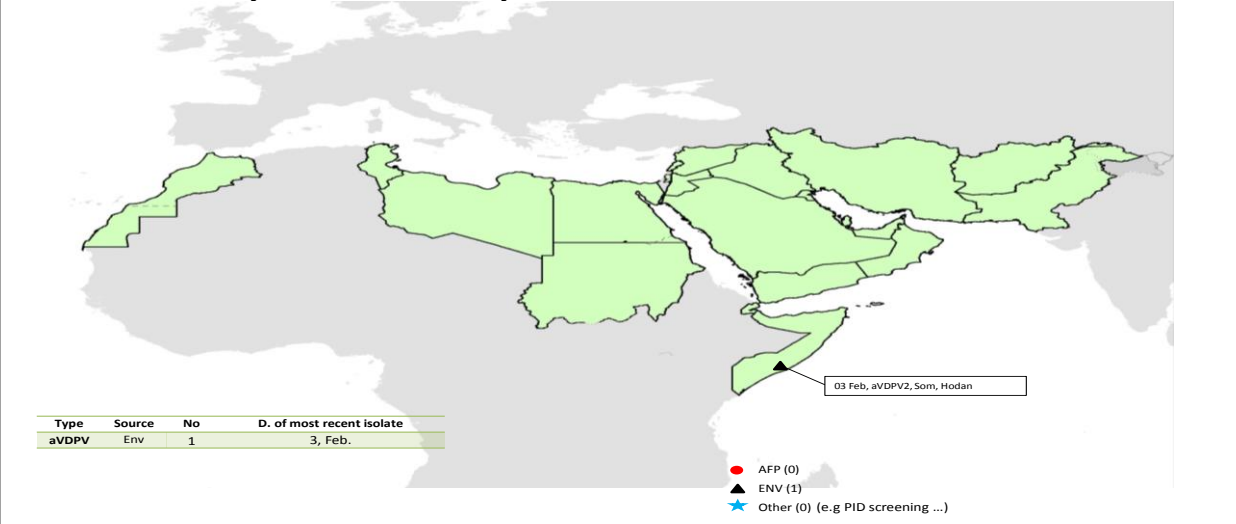 03 Feb, aVDPV2, Som, Hodan
Type Source No D. of most recent isolate
aVDPV Env 1 3, Feb.
AFP (0)
ENV (1)
Other (0) (e.g PID screening ...)